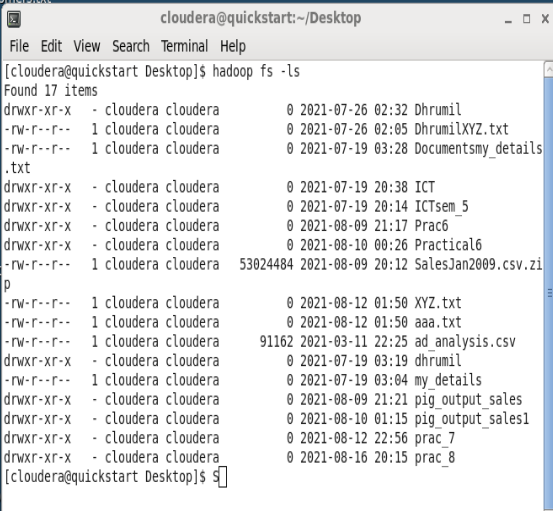 cloudera@quickstart:~/Desktop
File Edit View Search Terminal Help
[cloudera@quickstart Desktop]$ hadoop fs -ls
Found 17 items
drwxr-xr-x   - cloudera cloudera          0 2021-07-26 02:32 Dhrumil
-rw-r--r--   1 cloudera cloudera          0 2021-07-26 02:05 DhrumilXYZ.txt
-rw-r--r--   1 cloudera cloudera          0 2021-07-19 03:28 Documentsmy_details
.txt
drwxr-xr-x   - cloudera cloudera          0 2021-07-19 20:38 ICT
drwxr-xr-x   - cloudera cloudera          0 2021-07-19 20:14 ICTsem_5
drwxr-xr-x   - cloudera cloudera          0 2021-08-09 21:17 Prac6
drwxr-xr-x   - cloudera cloudera          0 2021-08-10 00:26 Practical6
-rw-r--r--   1 cloudera cloudera   53024484 2021-08-09 20:12 SalesJan2009.csv.zi
p
-rw-r--r--   1 cloudera cloudera          0 2021-08-12 01:50 XYZ.txt
-rw-r--r--   1 cloudera cloudera          0 2021-08-12 01:50 aaa.txt
-rw-r--r--   1 cloudera cloudera      91162 2021-03-11 22:25 ad_analysis.csv
drwxr-xr-x   - cloudera cloudera          0 2021-07-19 03:19 dhrumil
-rw-r--r--   1 cloudera cloudera          0 2021-07-19 03:04 my_details
drwxr-xr-x   - cloudera cloudera          0 2021-08-09 21:21 pig_output_sales
drwxr-xr-x   - cloudera cloudera          0 2021-08-10 01:15 pig_output_sales1
drwxr-xr-x   - cloudera cloudera          0 2021-08-12 22:56 prac_7
drwxr-xr-x   - cloudera cloudera          0 2021-08-16 20:15 prac_8
[cloudera@quickstart Desktop]$ S